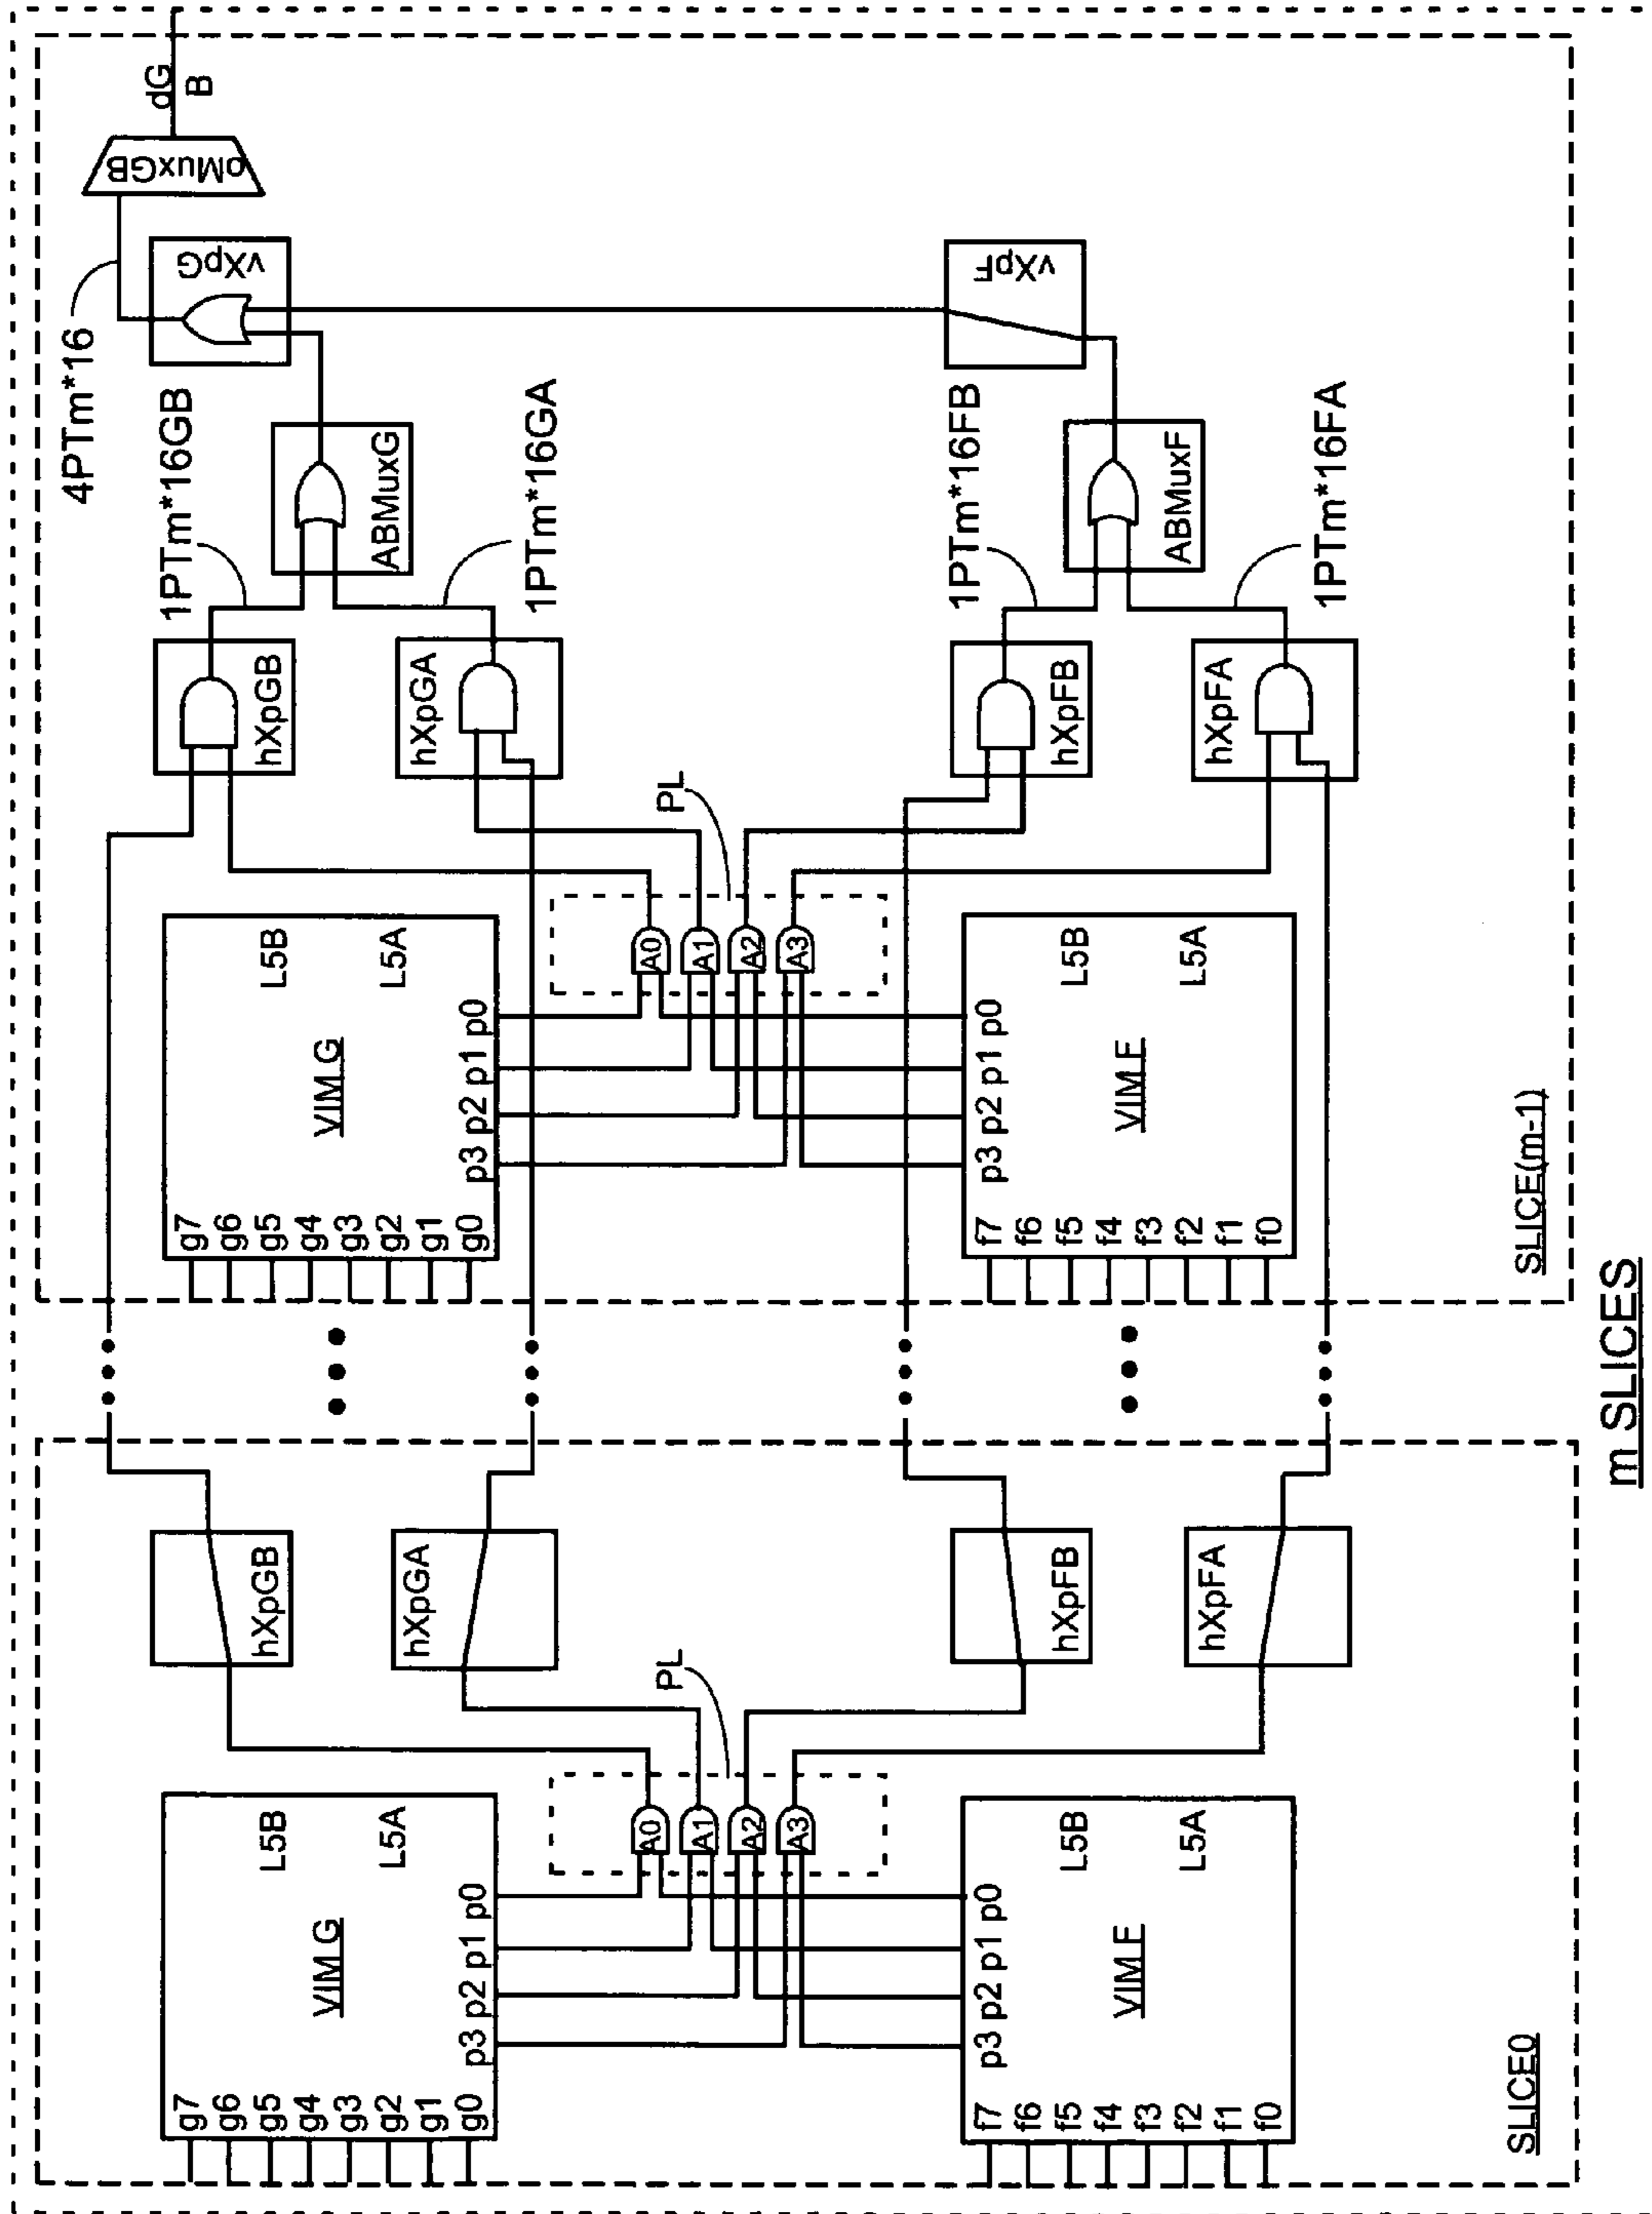 g7
g6
g5
g4
g3
g2
g1
g0
VIM.G
L5B
L5A
p3 p2 p1 p0
f7
f6
f5
f4
f3
f2
f1
f0
VIM.F
L5B
L5A
p3 p2 p1 p0
A0
A1
A2
A3
PL
hXpGB
hXpGA
hXpFB
hXpFA
SLICE0
g7
g6
g5
g4
g3
g2
g1
g0
VIM.G
L5B
L5A
p3 p2 p1 p0
f7
f6
f5
f4
f3
f2
f1
f0
VIM.F
L5B
L5A
p3 p2 p1 p0
A0
A1
A2
A3
PL
hXpGB
hXpGA
hXpFB
hXpFA
1PTm*16GB
1PTm*16GA
1PTm*16FB
1PTm*16FA
ABMuxG
ABMuxF
4PTm*16
vXpG
vXpF
oMuxGB
dG
B
SLICE(m-1)
m SLICES